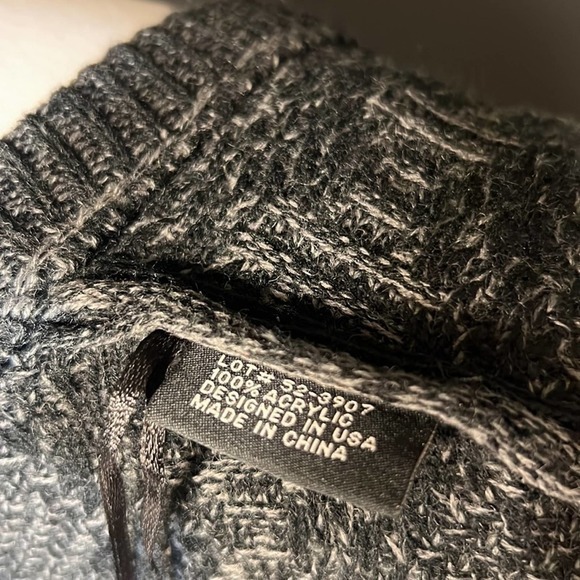 LOT# 52-3907
100% ACRYLIC
DESIGNED IN USA
MADE IN CHINA